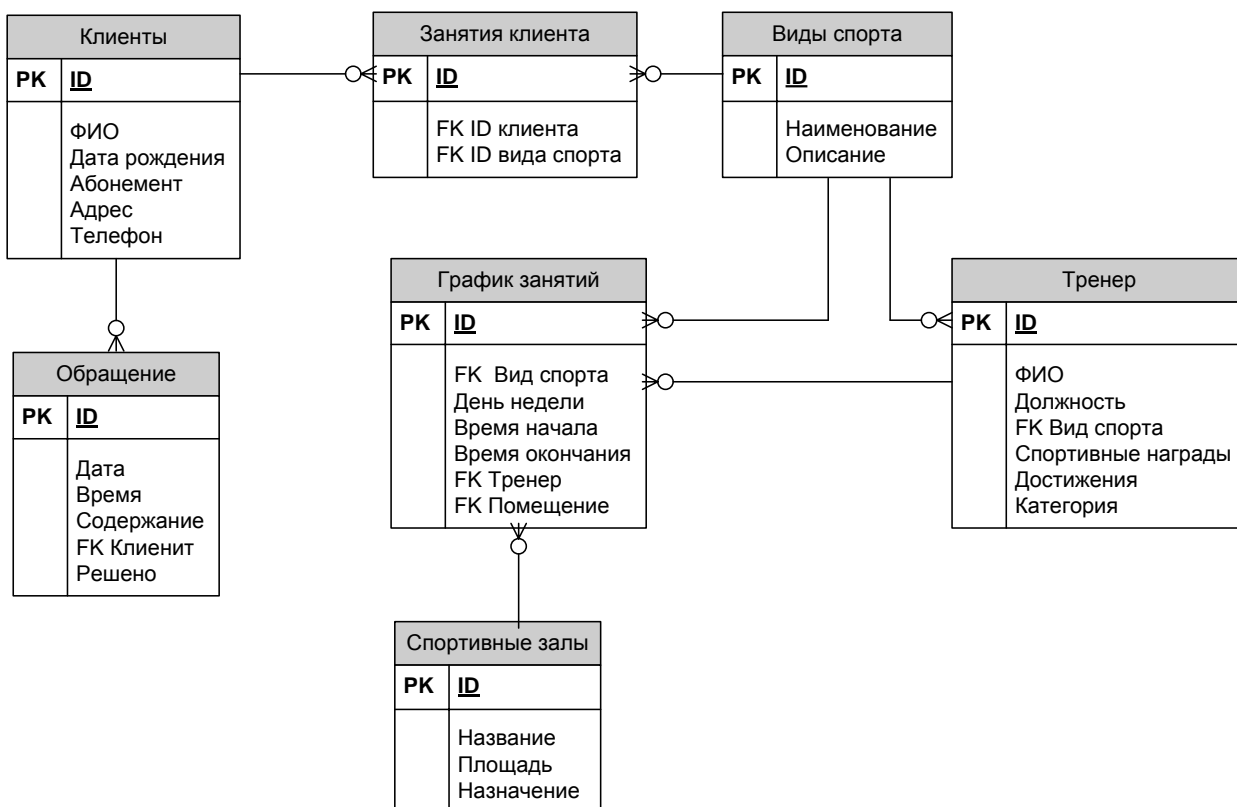 Клиенты
PK ID
ФИО
Дата рождения
Абонемент
Адрес
Телефон
Занятия клиента
PK ID
FK ID клиента
FK ID вида спорта
Виды спорта
PK ID
Наименование
Описание
График занятий
PK ID
FK Вид спорта
День недели
Время начала
Время окончания
FK Тренер
FK Помещение
Тренер
PK ID
ФИО
Должность
FK Вид спорта
Спортивные награды
Достижения
Категория
Обращение
PK ID
Дата
Время
Содержание
FK Клиенит
Решено
Спортивные залы
PK ID
Название
Площадь
Назначение